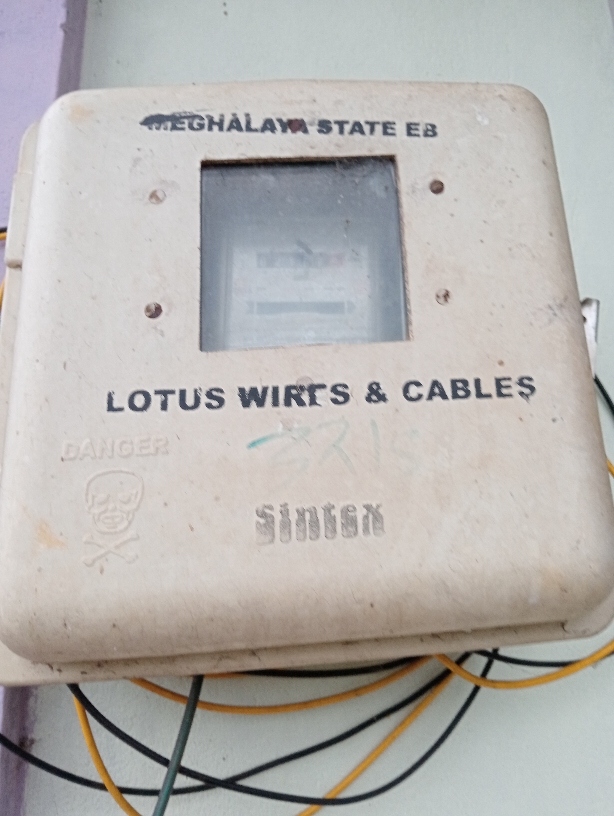 MEGHALAYA STATE EB
LOTUS WIRES & CABLES
DANGER
Sintex